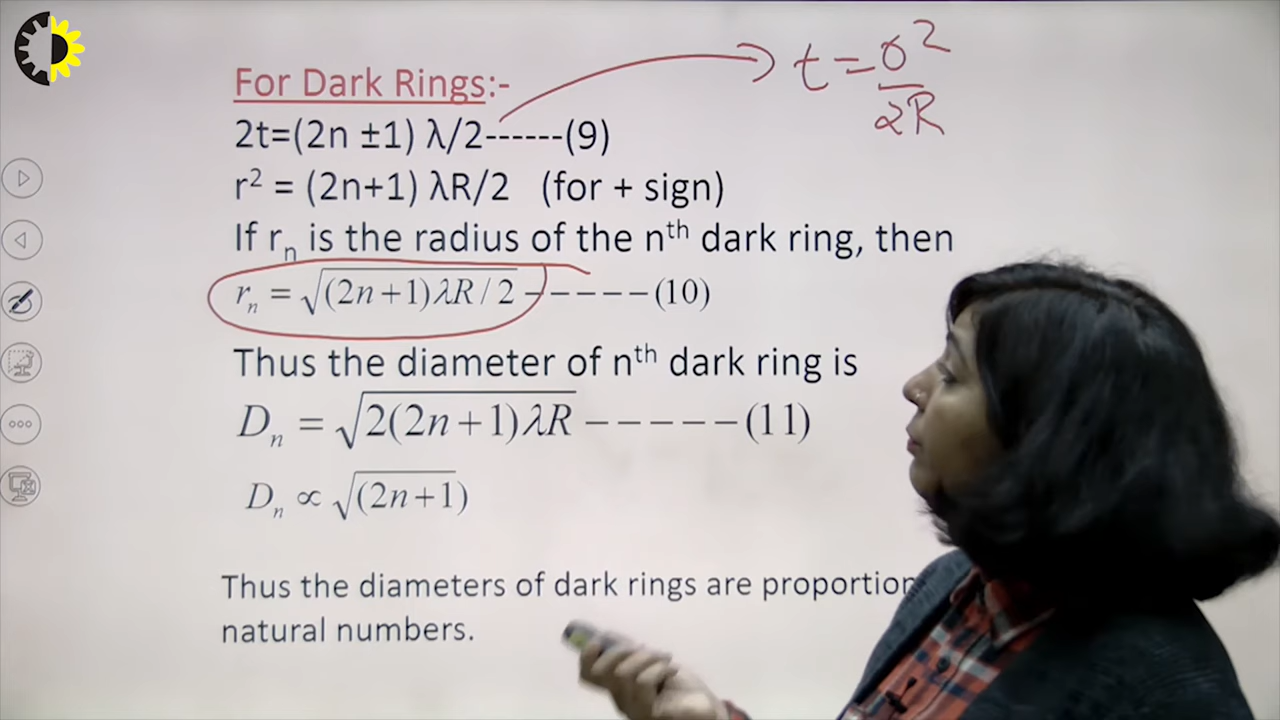 For Dark Rings:-
t = σ²/2R
2t=(2n ±1) λ/2------(9)
r² = (2n+1) λR/2 (for + sign)
If rₙ is the radius of the nᵗʰ dark ring, then
rₙ = √(2n+1)λR / 2 - - - - - - (10)
Thus the diameter of nᵗʰ dark ring is
Dₙ = √2(2n+1)λR - - - - - (11)
Dₙ ∝ √(2n+1)
Thus the diameters of dark rings are proportion
natural numbers.